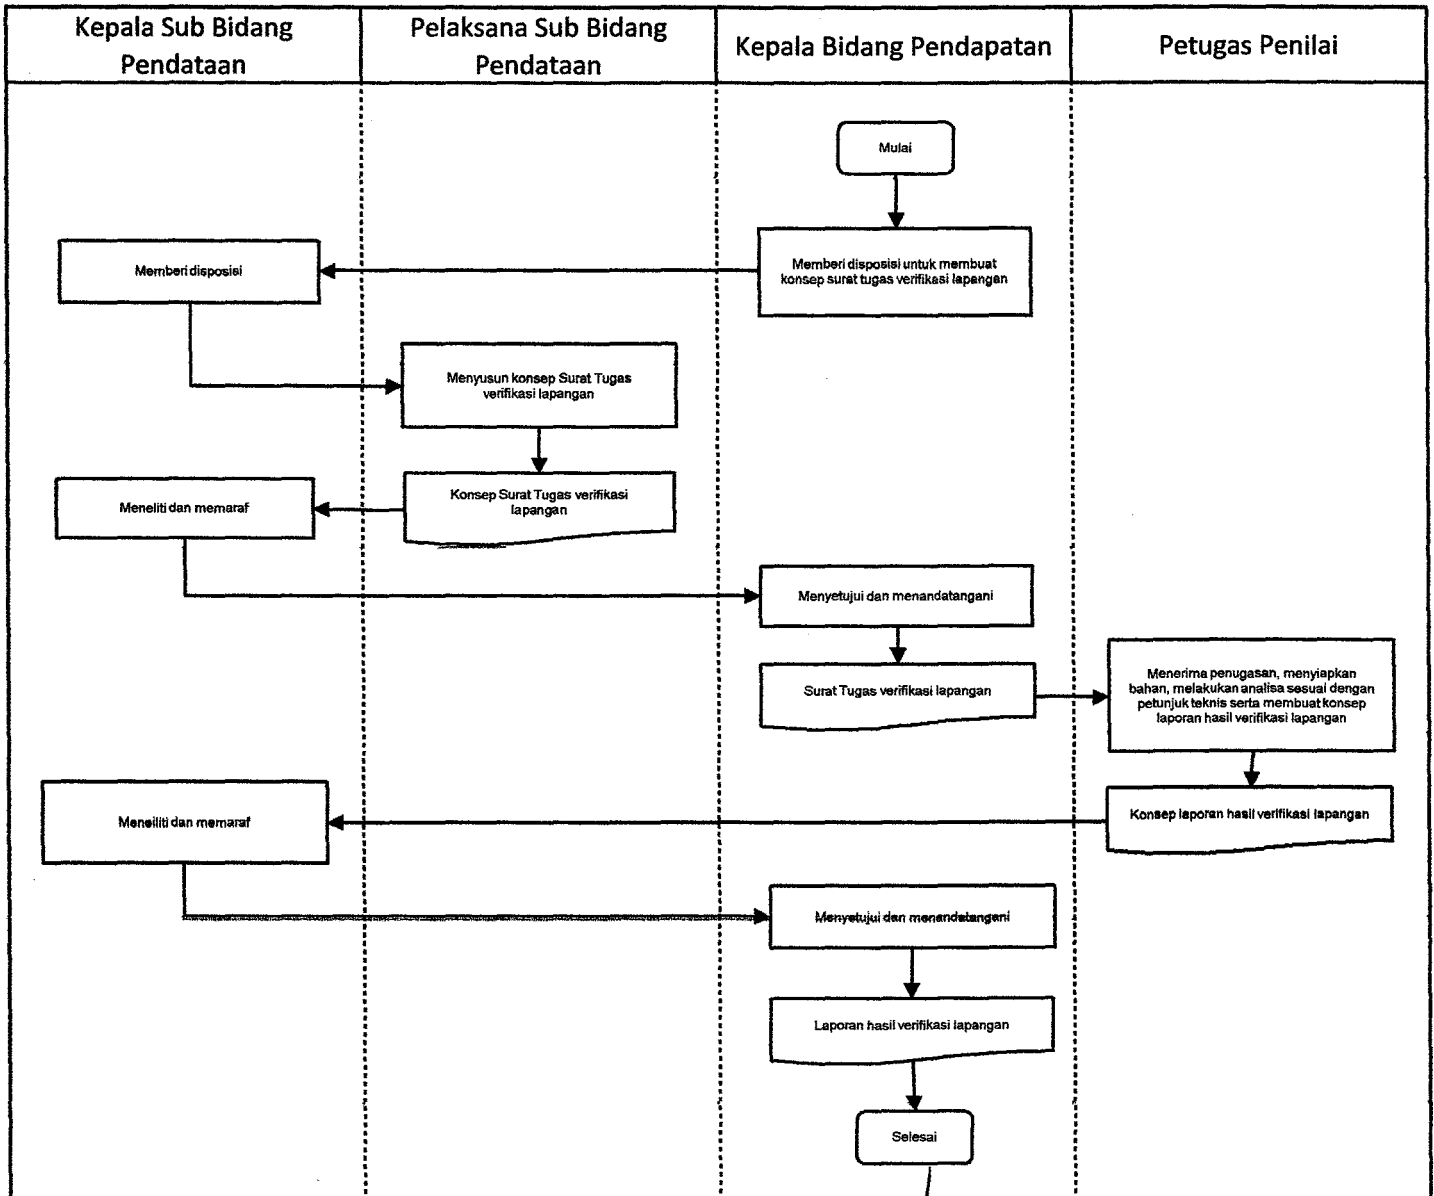 Kepala Sub Bidang
Pendataan
Pelaksana Sub Bidang
Pendataan
Kepala Bidang Pendapatan
Petugas Penilai
Mulai
Memberi disposisi untuk membuat
konsep surat tugas verifikasi lapangan
Memberi disposisi
Menyusun konsep Surat Tugas
verifikasi lapangan
Konsep Surat Tugas verifikasi
lapangan
Meneliti dan memaraf
Menyetujui dan menandatangani
Surat Tugas verifikasi lapangan
Menerima penugasan, menyiapkan
bahan, melakukan analisa sesuai dengan
petunjuk teknis serta membuat konsep
laporan hasil verifikasi lapangan
Konsep laporan hasil verifikasi lapangan
Meneiliti dan memaraf
Menyetujui dan menandatangani
Laporan hasil verifikasi lapangan
Selesai